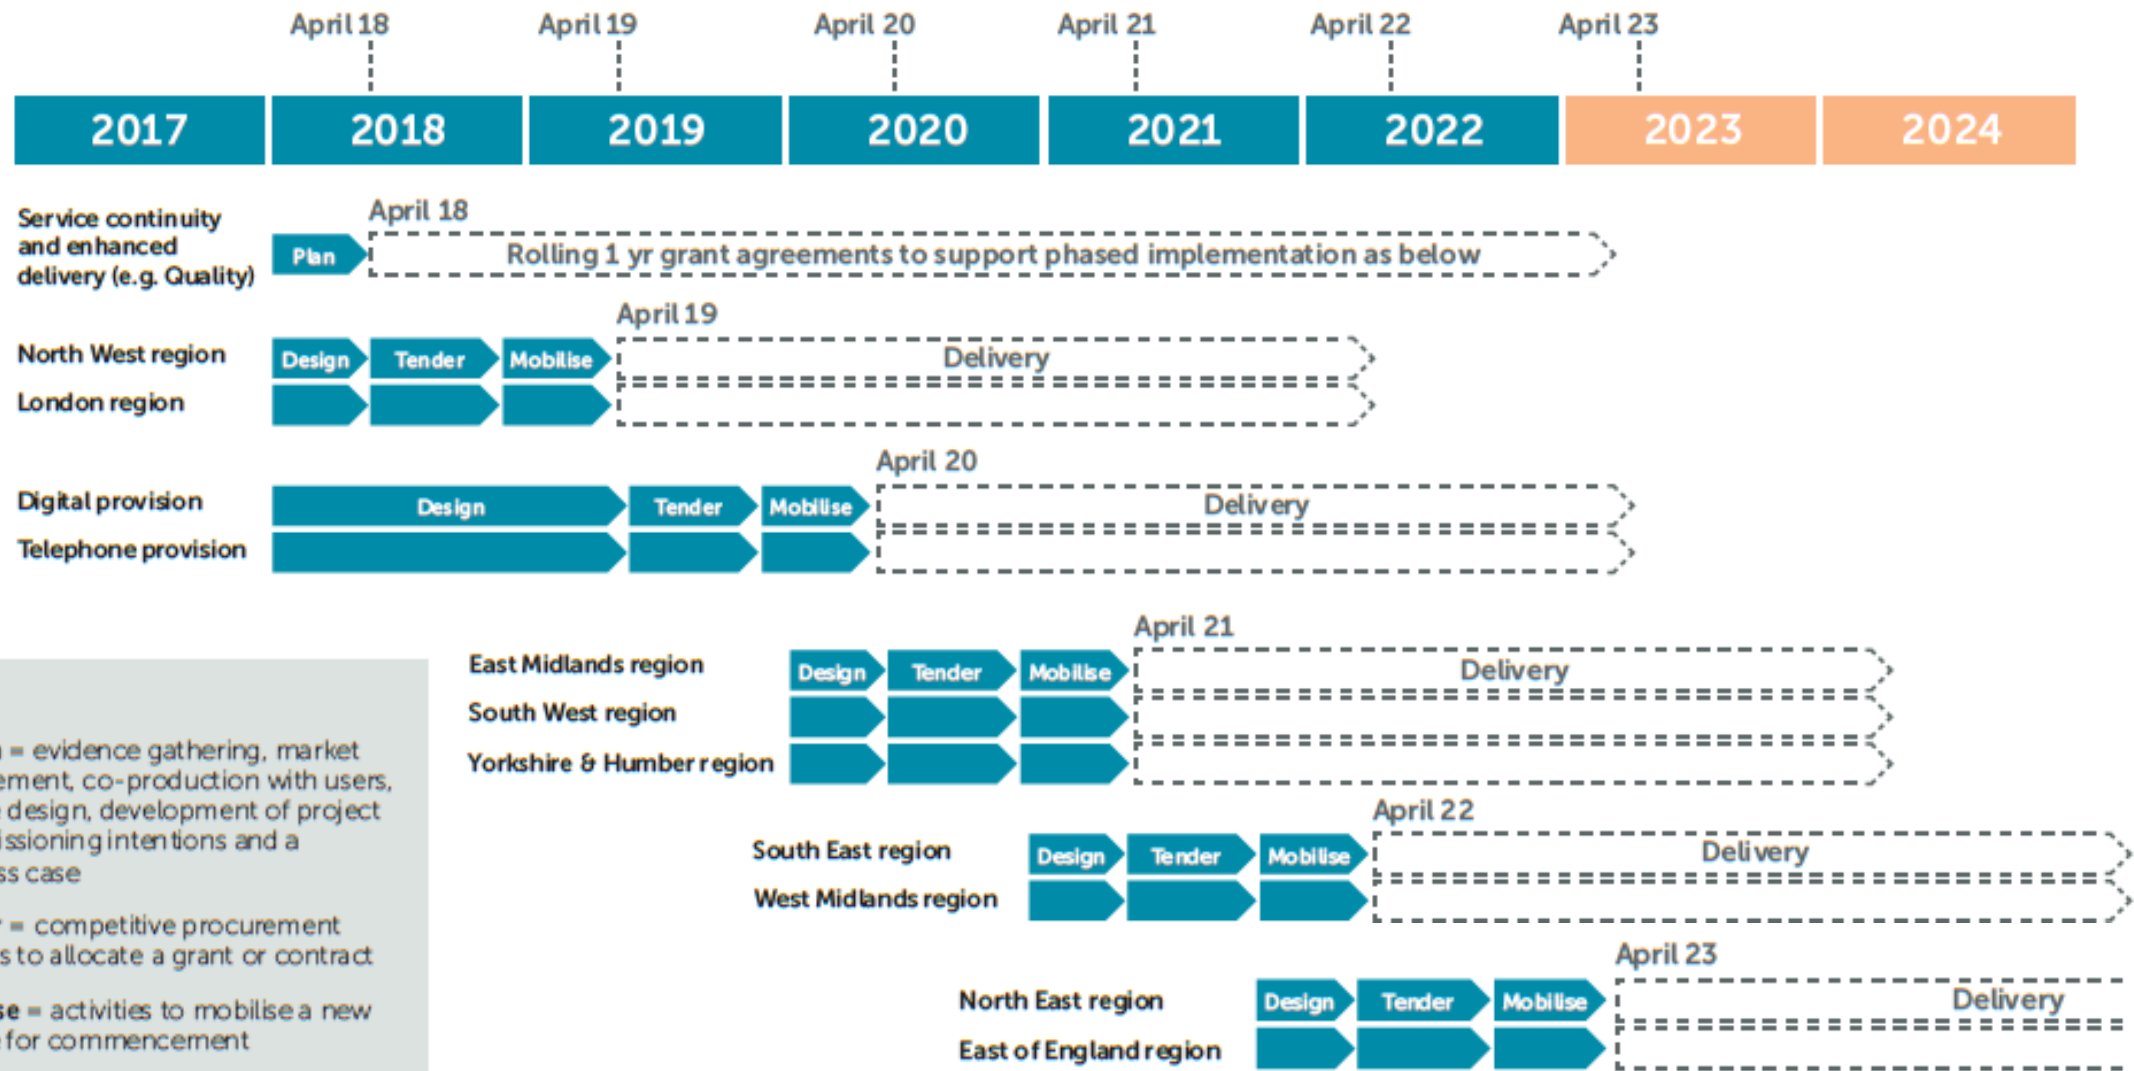 April 18 April 19 April 20 April 21 April 22 April 23
2017 2018 2019 2020 2021 2022 2023 2024
Service continuity
and enhanced
delivery (e.g. Quality)
April 18
Plan
Rolling 1 yr grant agreements to support phased implementation as below
April 19
North West region
Design Tender Mobilise Delivery
London region
April 20
Digital provision
Design Tender Mobilise Delivery
Telephone provision
April 21
East Midlands region
Design Tender Mobilise Delivery
South West region
Yorkshire & Humber region
April 22
South East region
Design Tender Mobilise Delivery
West Midlands region
April 23
North East region
Design Tender Mobilise Delivery
East of England region
= evidence gathering, market
co-production with users,
design, development of project
intentions and a
case
= competitive procurement
to allocate a grant or contract
= activities to mobilise a new
for commencement